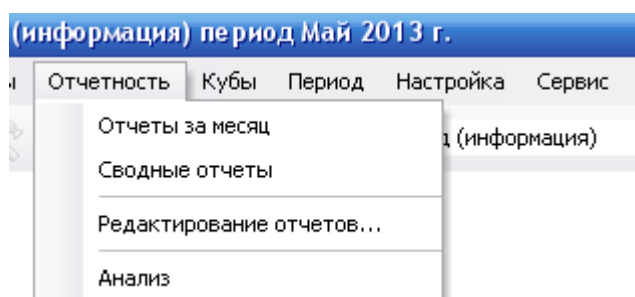 (информация) период Май 2013 г.
ы Отчетность Кубы Период Настройка Сервис
Отчеты за месяц
д (информация)
Сводные отчеты
Редактирование отчетов...
Анализ